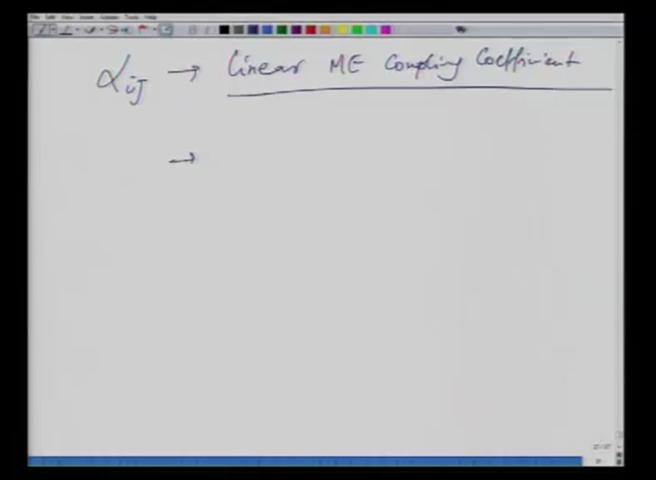 αij → Linear ME Coupling Coefficient
→